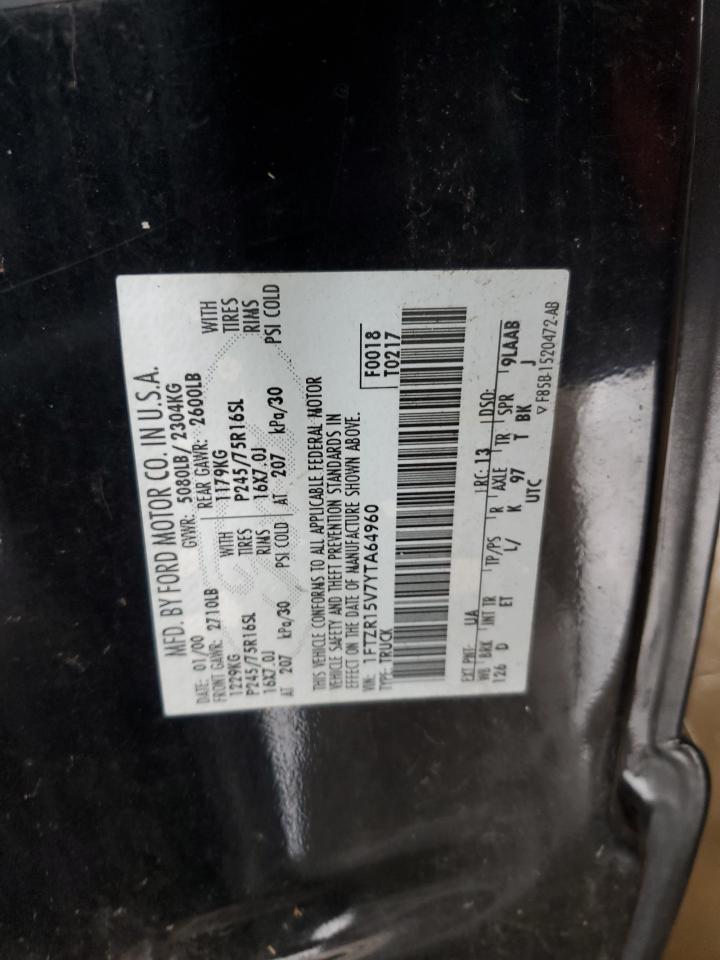 MFD. BY FORD MOTOR CO. IN U.S.A.
DATE: 01/00 GVWR: 5080LB/2304KG
FRONT GAWR: 2710LB REAR GAWR: 2600LB
1229KG WITH 1179KG WITH
P245/75R16SL TIRES P245/75R16SL TIRES
16X7.0J RIMS 16X7.0J RIMS
AT 207 kPa/30 PSI COLD AT 207 kPa/30 PSI COLD
THIS VEHICLE CONFORMS TO ALL APPLICABLE FEDERAL MOTOR
VEHICLE SAFETY AND THEFT PREVENTION STANDARDS IN
EFFECT ON THE DATE OF MANUFACTURE SHOWN ABOVE.
VIN: 1FTZR15V7YTA64960 F0018
TYPE: TRUCK T0217
EXT PNT: UA RC: 13 DSO:
WB BRK INT TR TP/PS R AXLE TR SPR 9LAAB
126 D ET L/ K 97 T BK J
UTC ▽ F85B-1520472-AB